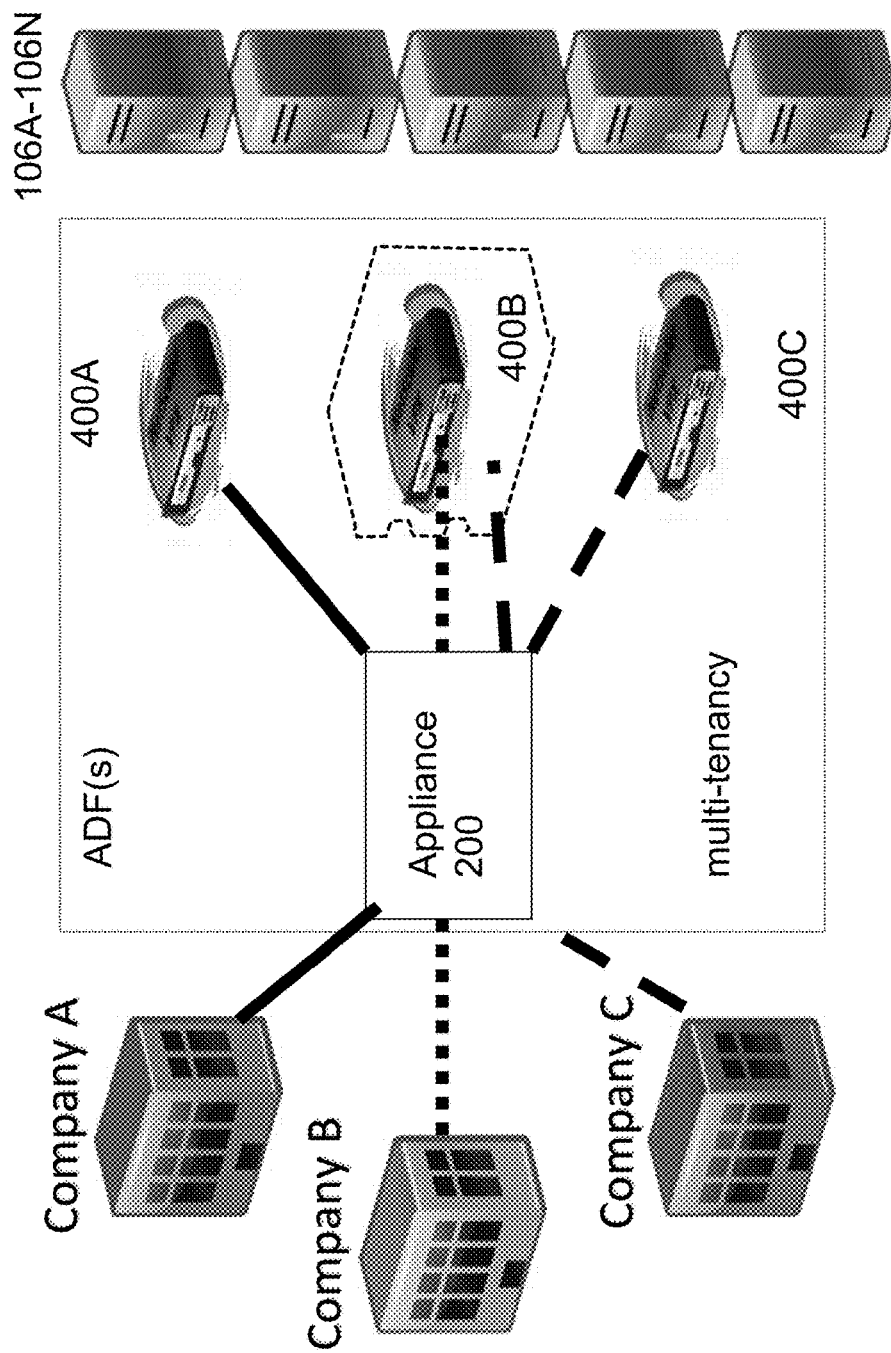 Company A
Company B
Company C
ADF(s)
Appliance
200
multi-tenancy
400A
400B
400C
106A-106N